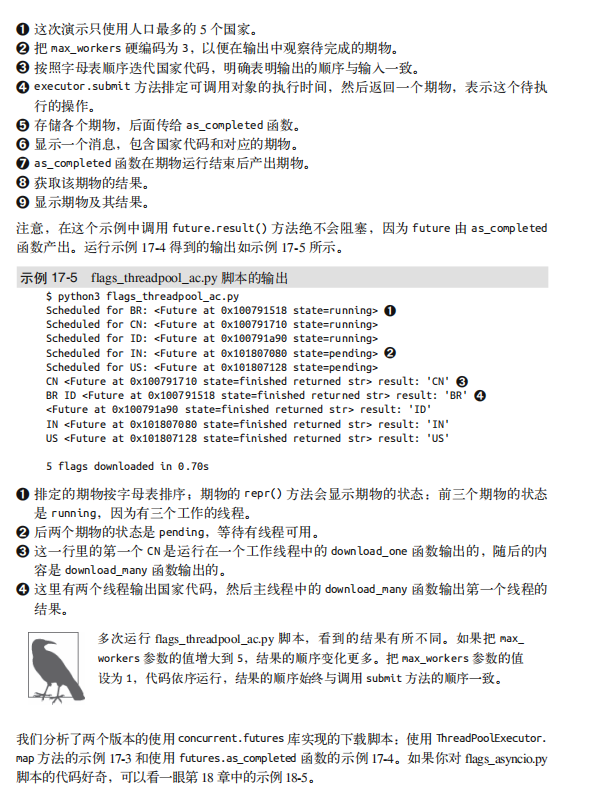 ❶ 这次演示只使用人口最多的 5 个国家。
❷ 把 max_workers 硬编码为 3，以便在输出中观察待完成的期物。
❸ 按照字母表顺序迭代国家代码，明确表明输出的顺序与输入一致。
❹ executor.submit 方法排定可调用对象的执行时间，然后返回一个期物，表示这个待执
行的操作。
❺ 存储各个期物，后面传给 as_completed 函数。
❻ 显示一个消息，包含国家代码和对应的期物。
❼ as_completed 函数在期物运行结束后产出期物。
❽ 获取该期物的结果。
❾ 显示期物及其结果。
注意，在这个示例中调用 future.result() 方法绝不会阻塞，因为 future 由 as_completed
函数产出。运行示例 17-4 得到的输出如示例 17-5 所示。
示例 17-5 flags_threadpool_ac.py 脚本的输出
$ python3 flags_threadpool_ac.py
Scheduled for BR: <Future at 0x100791518 state=running> ❶
Scheduled for CN: <Future at 0x100791710 state=running>
Scheduled for ID: <Future at 0x100791a90 state=running>
Scheduled for IN: <Future at 0x101807080 state=pending> ❷
Scheduled for US: <Future at 0x101807128 state=pending>
CN <Future at 0x100791710 state=finished returned str> result: 'CN' ❸
BR ID <Future at 0x100791518 state=finished returned str> result: 'BR' ❹
<Future at 0x100791a90 state=finished returned str> result: 'ID'
IN <Future at 0x101807080 state=finished returned str> result: 'IN'
US <Future at 0x101807128 state=finished returned str> result: 'US'
5 flags downloaded in 0.70s
❶ 排定的期物按字母表排序；期物的 repr() 方法会显示期物的状态：前三个期物的状态
是 running，因为有三个工作的线程。
❷ 后两个期物的状态是 pending，等待有线程可用。
❸ 这一行里的第一个 CN 是运行在一个工作线程中的 download_one 函数输出的，随后的内
容是 download_many 函数输出的。
❹ 这里有两个线程输出国家代码，然后主线程中的 download_many 函数输出第一个线程的
结果。
多次运行 flags_threadpool_ac.py 脚本，看到的结果有所不同。如果把 max_
workers 参数的值增大到 5，结果的顺序变化更多。把 max_workers 参数的值
设为 1，代码依序运行，结果的顺序始终与调用 submit 方法的顺序一致。
我们分析了两个版本的使用 concurrent.futures 库实现的下载脚本：使用 ThreadPoolExecutor.
map 方法的示例 17-3 和使用 futures.as_completed 函数的示例 17-4。如果你对 flags_asyncio.py
脚本的代码好奇，可以看一眼第 18 章中的示例 18-5。